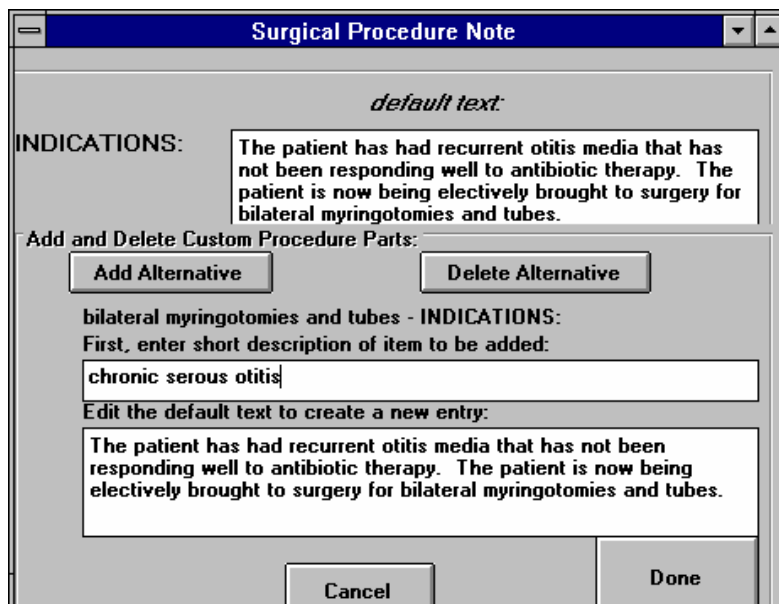 Surgical Procedure Note
default text:
INDICATIONS:
The patient has had recurrent otitis media that has
not been responding well to antibiotic therapy.  The
patient is now being electively brought to surgery for
bilateral myringotomies and tubes.
Add and Delete Custom Procedure Parts:
Add Alternative
Delete Alternative
bilateral myringotomies and tubes - INDICATIONS:
First, enter short description of item to be added:
chronic serous otitis
Edit the default text to create a new entry:
The patient has had recurrent otitis media that has not been
responding well to antibiotic therapy.  The patient is now being
electively brought to surgery for bilateral myringotomies and tubes.
Cancel
Done